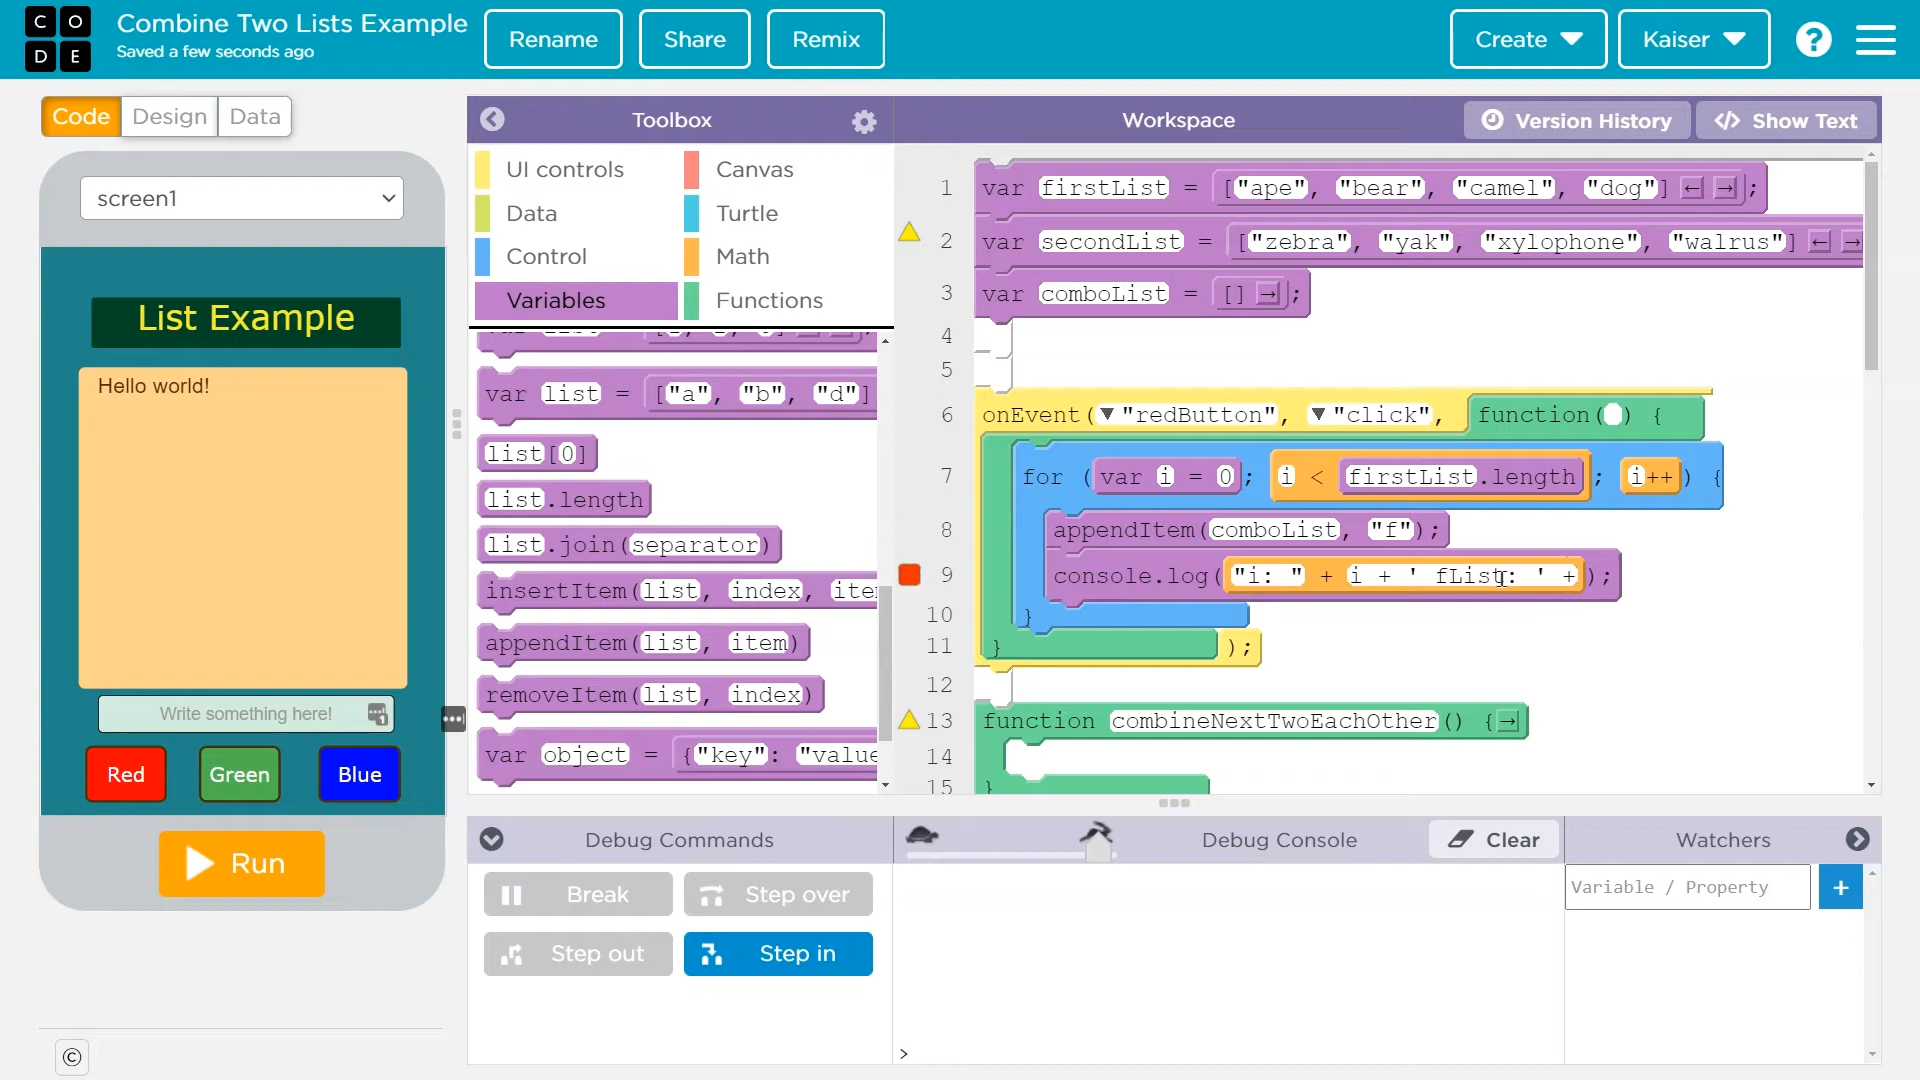 C O D E
Combine Two Lists Example
Saved a few seconds ago
Rename
Share
Remix
Create
Kaiser
?
Code
Design
Data
screen1
List Example
Hello world!
Write something here!
Red
Green
Blue
Run
©
Toolbox
UI controls
Canvas
Data
Turtle
Control
Math
Variables
Functions
var list = ["a", "b", "d"]
list[0]
list.length
list.join(separator)
insertItem(list, index, ite
appendItem(list, item)
removeItem(list, index)
var object = {"key": "value
Workspace
Version History
</> Show Text
1 var firstList = ["ape", "bear", "camel", "dog"] ← → ;
2 var secondList = ["zebra", "yak", "xylophone", "walrus"] ← →
3 var comboList = [] → ;
4
5
6 onEvent(▼ "redButton", ▼ "click", function( ) {
7 for (var i = 0; i < firstList.length; i++) {
8 appendItem(comboList, "f");
9 console.log("i: " + i + ' fList: ' +);
10 }
11 } );
12
13 function combineNextTwoEachOther() { →
14
15 }
Debug Commands
Break
Step over
Step out
Step in
Debug Console
Clear
>
Watchers
Variable / Property
+